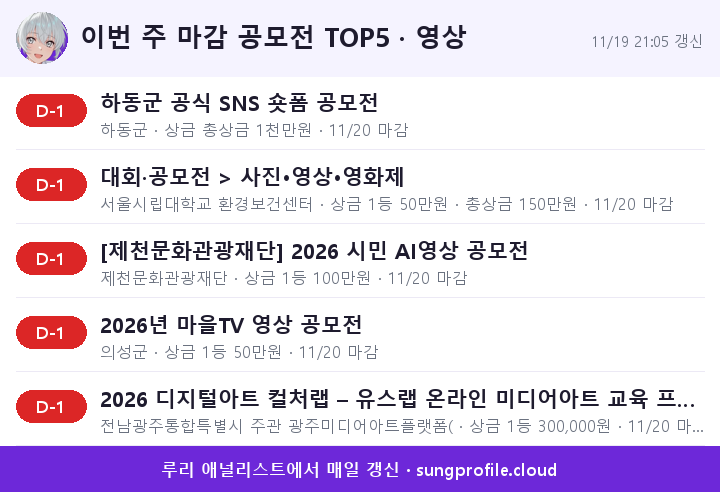 이번 주 마감 공모전 TOP5 · 영상
11/19 21:05 갱신
D-1
하동군 공식 SNS 숏폼 공모전
하동군 · 상금 총상금 1천만원 · 11/20 마감
D-1
대회·공모전 > 사진•영상•영화제
서울시립대학교 환경보건센터 · 상금 1등 50만원 · 총상금 150만원 · 11/20 마감
D-1
[제천문화관광재단] 2026 시민 AI영상 공모전
제천문화관광재단 · 상금 1등 100만원 · 11/20 마감
D-1
2026년 마을TV 영상 공모전
의성군 · 상금 1등 50만원 · 11/20 마감
D-1
2026 디지털아트 컬처랩 – 유스랩 온라인 미디어아트 교육 프...
전남광주통합특별시 주관 광주미디어아트플랫폼( · 상금 1등 300,000원 · 11/20 마...
루리 애널리스트에서 매일 갱신 · sungprofile.cloud